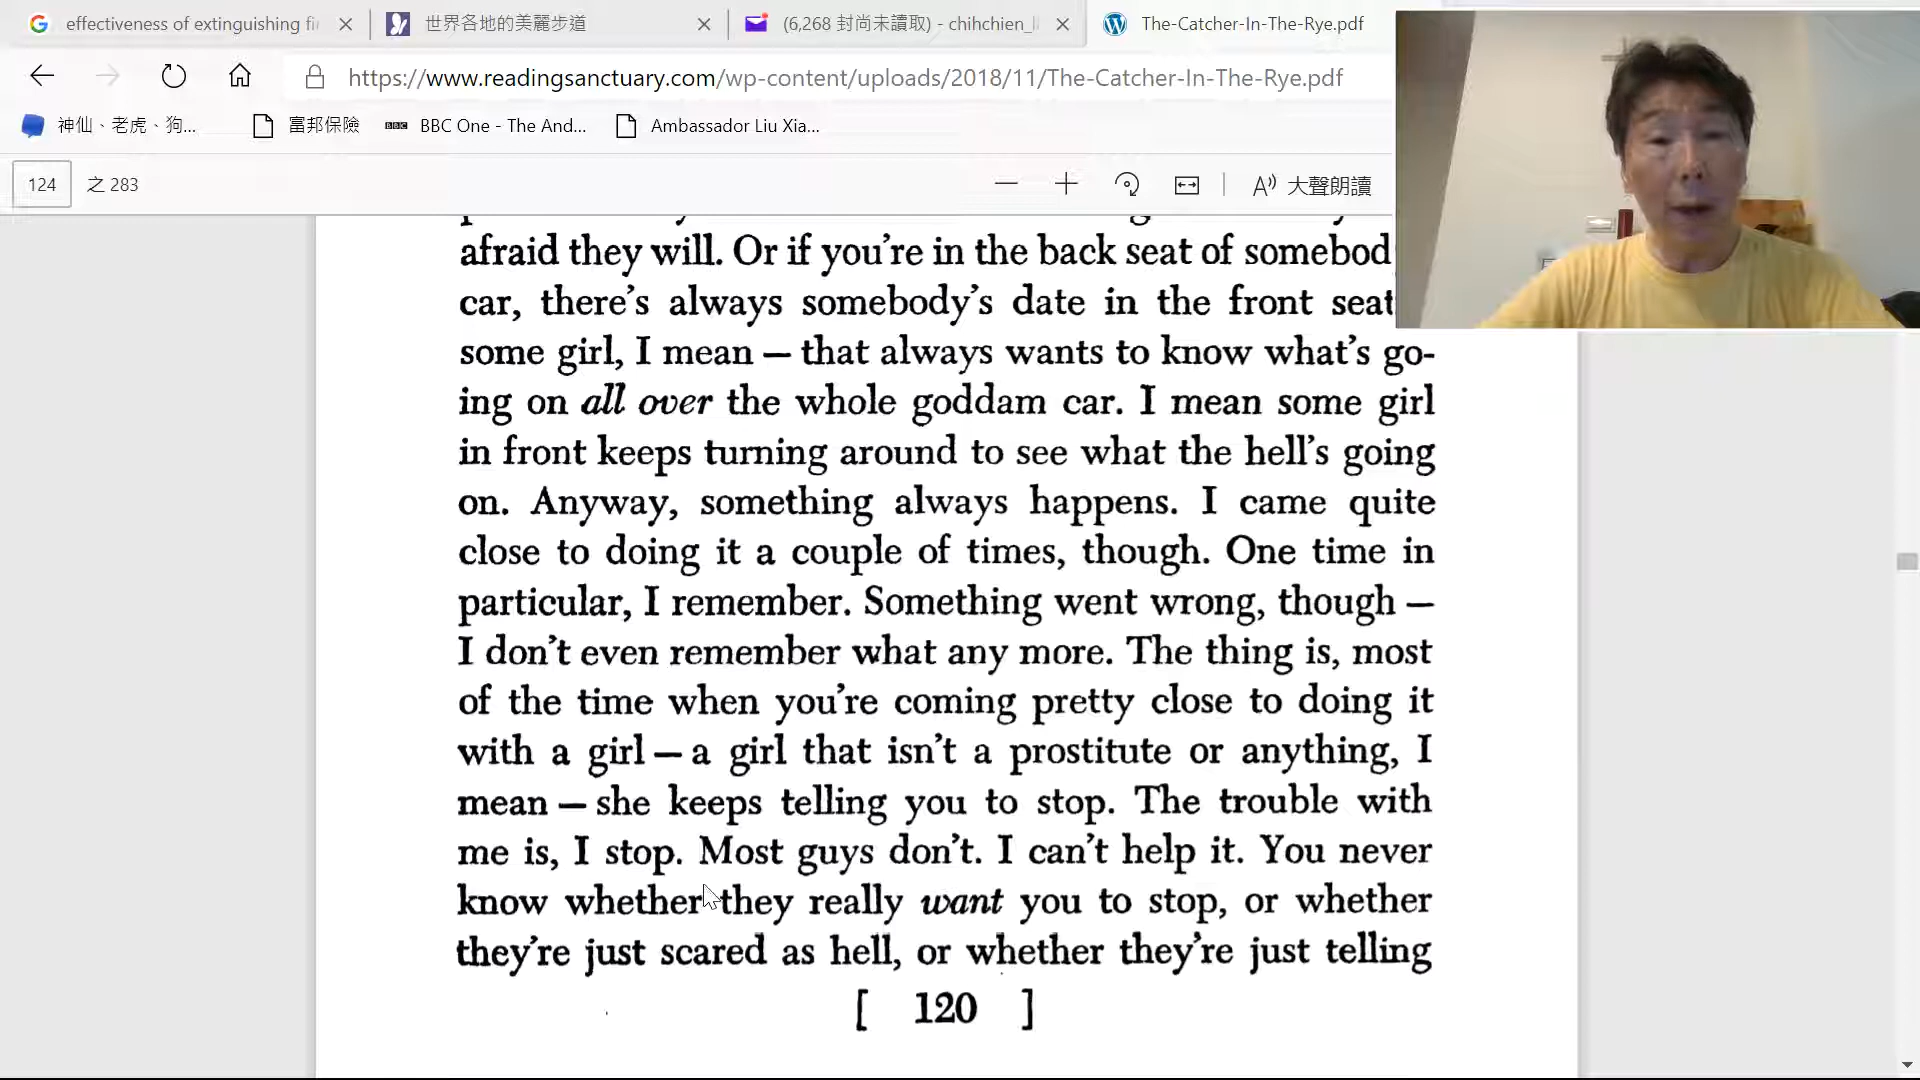 effectiveness of extinguishing fi
世界各地的美麗步道
(6,268 封尚未讀取) - chihchien_l
The-Catcher-In-The-Rye.pdf
https://www.readingsanctuary.com/wp-content/uploads/2018/11/The-Catcher-In-The-Rye.pdf
神仙、老虎、狗...
富邦保險
BBC BBC One - The And...
Ambassador Liu Xia...
124 之 283
A 大聲朗讀
afraid they will. Or if you're in the back seat of somebod
car, there's always somebody's date in the front seat
some girl, I mean — that always wants to know what's go-
ing on all over the whole goddam car. I mean some girl
in front keeps turning around to see what the hell's going
on. Anyway, something always happens. I came quite
close to doing it a couple of times, though. One time in
particular, I remember. Something went wrong, though —
I don't even remember what any more. The thing is, most
of the time when you're coming pretty close to doing it
with a girl — a girl that isn't a prostitute or anything, I
mean — she keeps telling you to stop. The trouble with
me is, I stop. Most guys don't. I can't help it. You never
know whether they really want you to stop, or whether
they're just scared as hell, or whether they're just telling
[ 120 ]